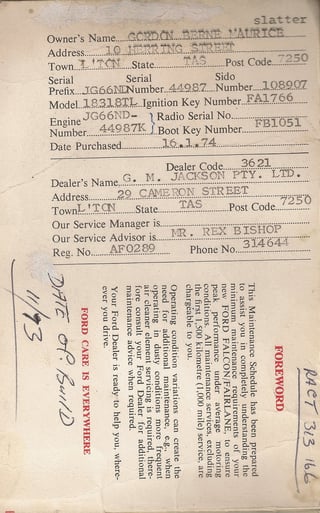 slatter
Owner's Name GORDON BERNE MAURICE
Address 10 HERRING STREET
Town L'TON State TAS Post Code 7250
Serial Serial Sido
Prefix JG66ND Number 44987 Number 108907
Model 18318TL Ignition Key Number FA1766
Engine JG66ND- Radio Serial No.
Number 44987K Boot Key Number FB1051
Date Purchased 16.1.74
Dealer Code 3621
Dealer's Name G. M. JACKSON PTY. LTD.
Address 29 CAMERON STREET
Town L'TON State TAS Post Code 7250
Our Service Manager is
Our Service Advisor is MR. REX BISHOP
Reg. No. AF0289 Phone No. 314644
RACT 313 166
FOREWORD
This Maintenance Schedule has been prepared
to assist you in completely understanding the
minimum maintenance requirements of your
new FORD FALCON/FAIRLANE, to ensure
peak performance under average motoring
conditions. All maintenance services, excluding
the first 1,500 kilometre (1,000 mile) service, are
chargeable to you.
Operating condition variations can create the
need for additional maintenance, e.g., when
operating in dusty conditions more frequent
air cleaner element servicing is required, there-
fore consult your Ford Dealer for additional
maintenance advice when required.
Your Ford Dealer is ready to help you, where-
ever you drive.
FORD CARE IS EVERYWHERE
DATE OF BUILD
11/73